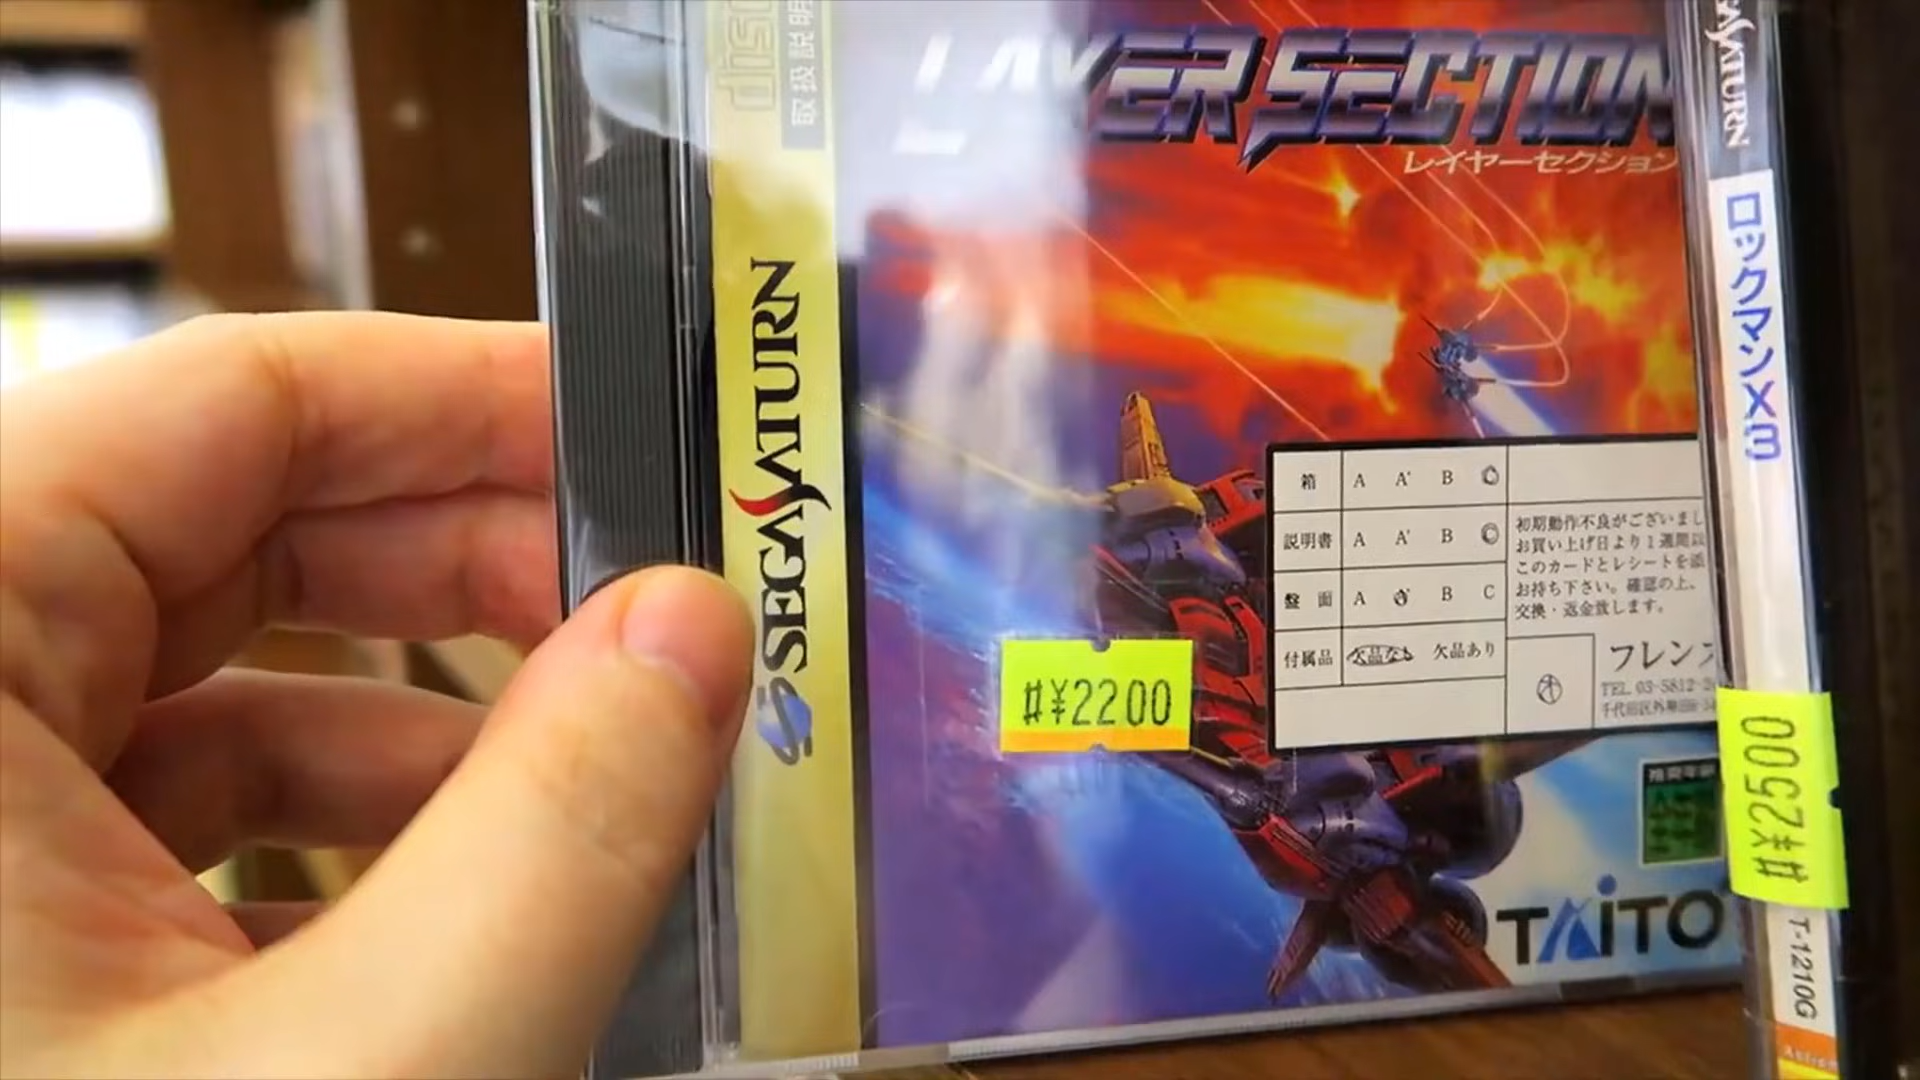 disc
取扱説明
LAYER SECTION
レイヤーセクション
SEGA SATURN
箱 A A' B C
説明書 A A' B C
盤面 A A' B C
付属品 欠品なし 欠品あり
初期動作不良がございまし
お買い上げ日より1週間以
このカードとレシートを添
お持ち下さい。確認の上、
交換・返金致します。
フレンズ
TEL 03-5812-
千代田区外神田
#¥2200
推奨年齢
TAITO
SATURN
ロックマンX3
#¥2500
T-1210G